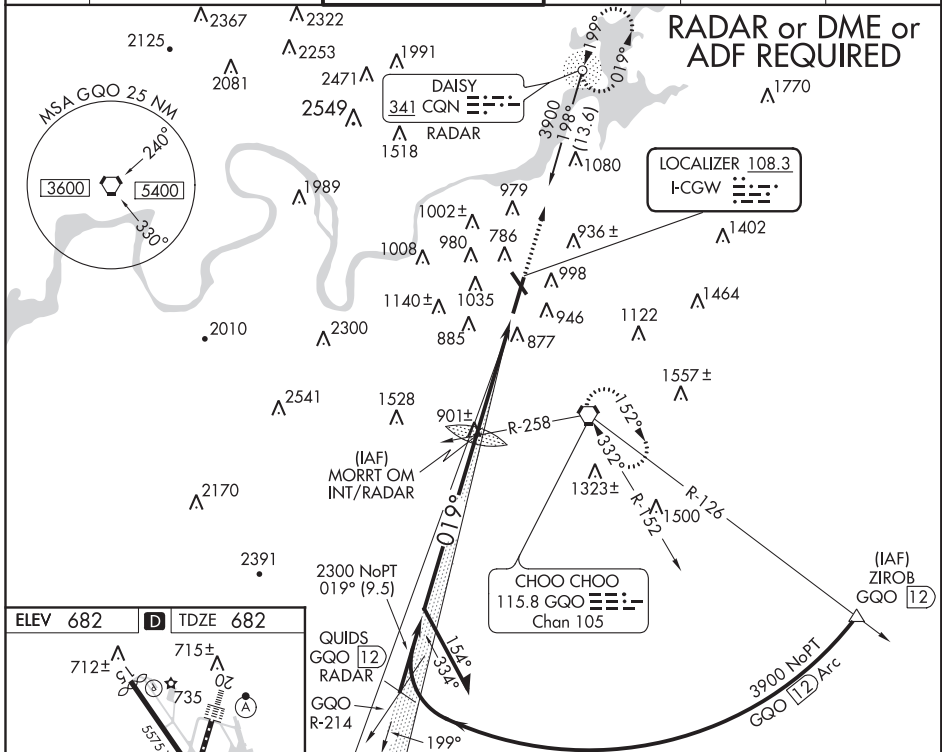 RADAR or DME or
ADF REQUIRED
2367
2322
2125
2253
2081
2471
1991
2549
1518
1770
DAISY
341 CQN
RADAR
199°
019°
3900
198°
(13.6)
1080
MSA GQO 25 NM
240°
3600
5400
330°
LOCALIZER 108.3
I-CGW
1989
979
1002±
1008
980
786
936±
1402
998
1035
1140±
946
1464
885
877
1122
2010
2300
1557±
2541
1528
901±
R-258
152°
332°
(IAF)
MORRT OM
INT/RADAR
1323±
R-152
1500
R-126
2170
019°
2391
2300 NoPT
019° (9.5)
CHOO CHOO
115.8 GQO
Chan 105
(IAF)
ZIROB
GQO 12
QUIDS
GQO 12
RADAR
154°
334°
GQO
R-214
199°
3900 NoPT
GQO 12 Arc
ELEV 682
D
TDZE 682
712±
715±
735
20
A
5575